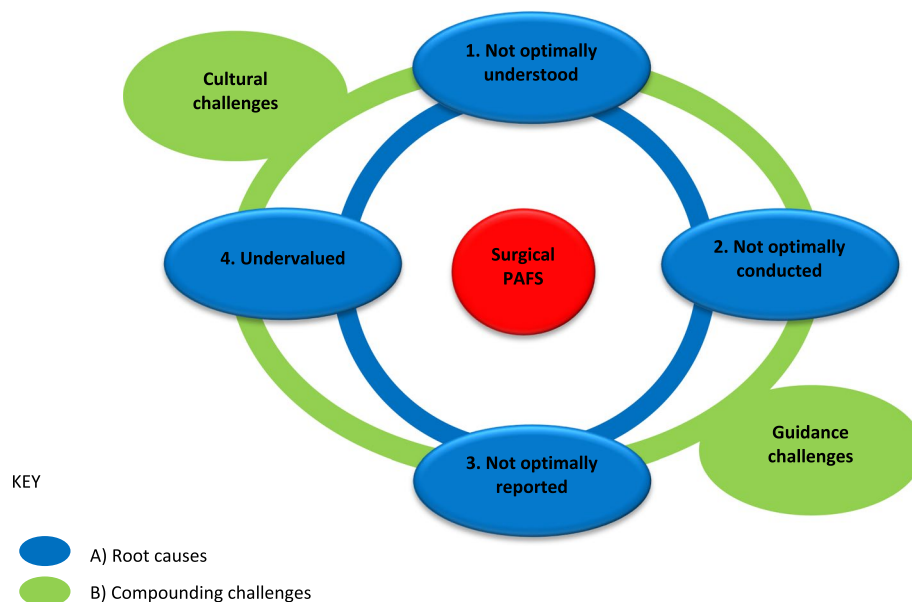 1. Not optimally
understood
Cultural
challenges
4. Undervalued
Surgical
PAFS
2. Not optimally
conducted
Guidance
challenges
3. Not optimally
reported
KEY
A) Root causes
B) Compounding challenges